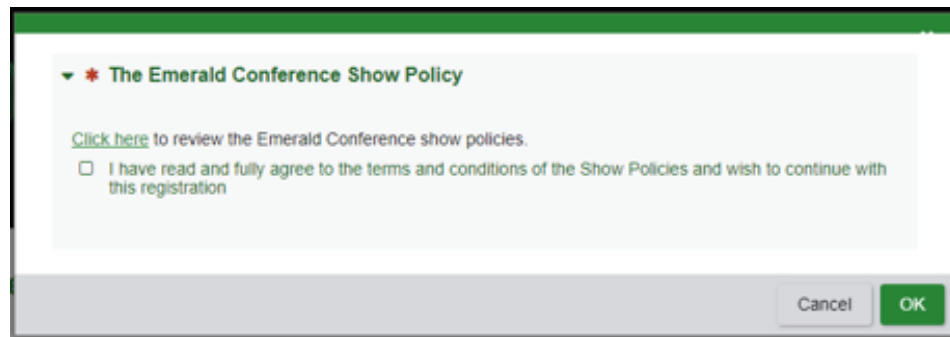 * The Emerald Conference Show Policy
Click here to review the Emerald Conference show policies.
I have read and fully agree to the terms and conditions of the Show Policies and wish to continue with
this registration
Cancel
OK